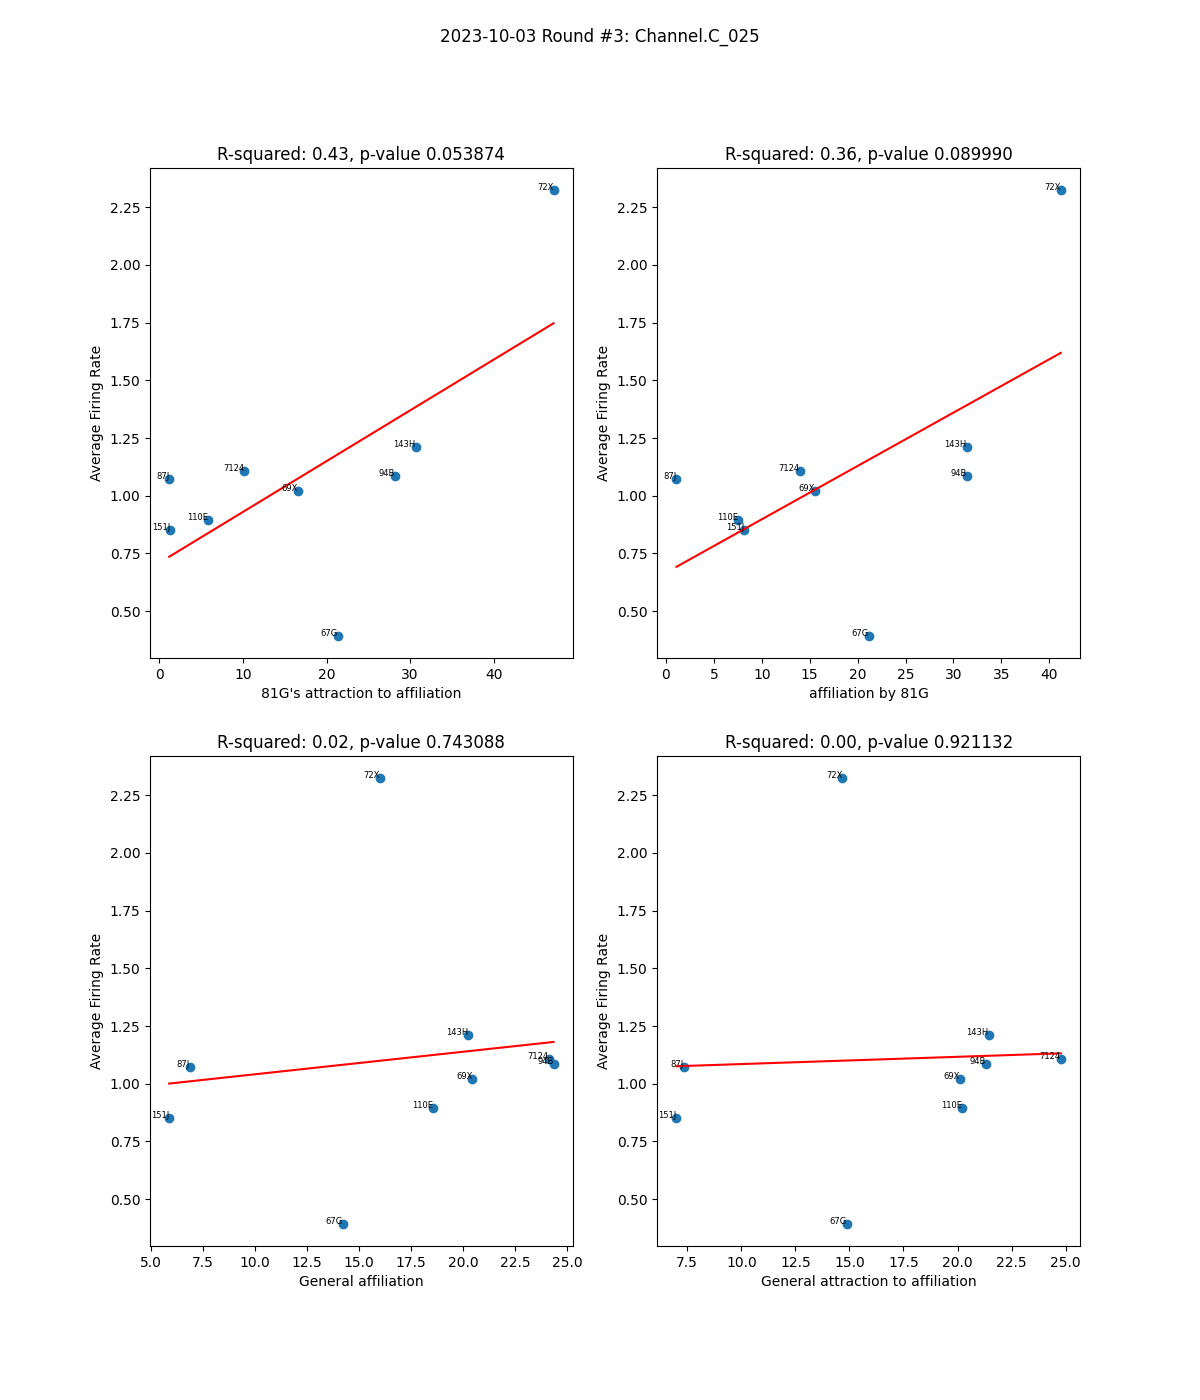 2023-10-03 Round #3: Channel.C_025
R-squared: 0.43, p-value 0.053874
Average Firing Rate
2.25
2.00
1.75
1.50
1.25
1.00
0.75
0.50
72X
143H
94B
7124
87J
69X
110E
151J
67G
0 10 20 30 40
81G's attraction to affiliation
R-squared: 0.36, p-value 0.089990
Average Firing Rate
2.25
2.00
1.75
1.50
1.25
1.00
0.75
0.50
72X
143H
94B
7124
87J
69X
110E
151J
67G
0 5 10 15 20 25 30 35 40
affiliation by 81G
R-squared: 0.02, p-value 0.743088
Average Firing Rate
2.25
2.00
1.75
1.50
1.25
1.00
0.75
0.50
72X
143H
7124
94B
87J
69X
110E
151J
67G
5.0 7.5 10.0 12.5 15.0 17.5 20.0 22.5 25.0
General affiliation
R-squared: 0.00, p-value 0.921132
Average Firing Rate
2.25
2.00
1.75
1.50
1.25
1.00
0.75
0.50
72X
143H
7124
94B
87J
69X
110E
151J
67G
7.5 10.0 12.5 15.0 17.5 20.0 22.5 25.0
General attraction to affiliation